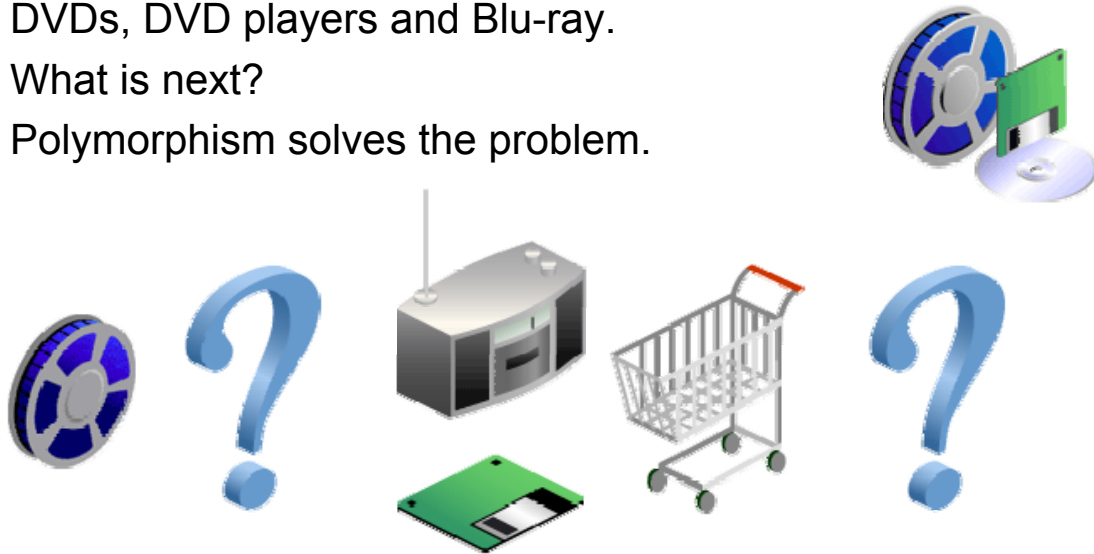 DVDs, DVD players and Blu-ray.
What is next?
Polymorphism solves the problem.